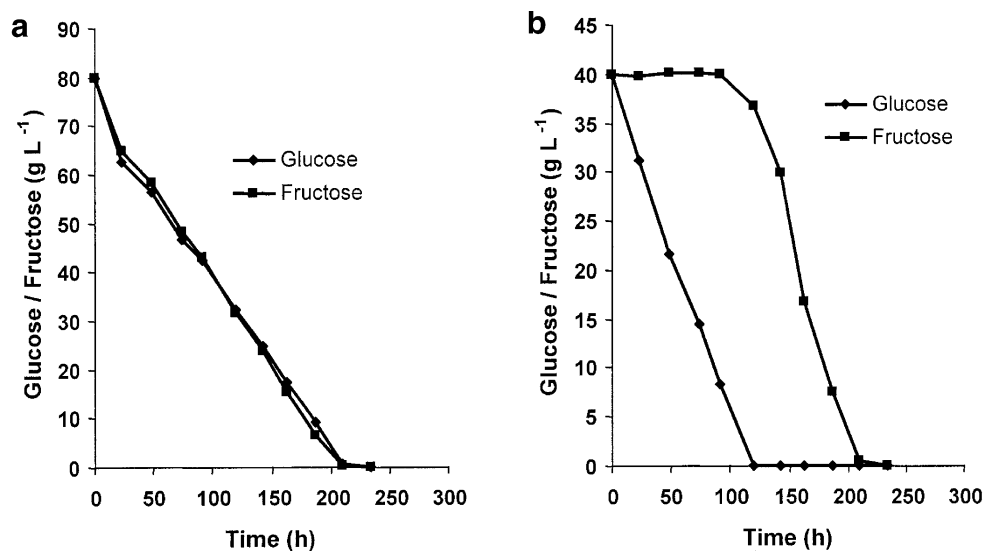 a
90
80
70
60
50
40
30
20
10
0
Glucose / Fructose (g L -1)
Glucose
Fructose
0 50 100 150 200 250 300
Time (h)
b
45
40
35
30
25
20
15
10
5
0
Glucose / Fructose (g L -1)
Glucose
Fructose
0 50 100 150 200 250 300
Time (h)